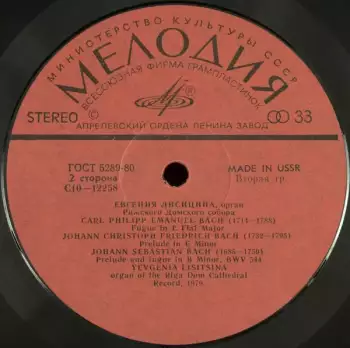 МИНИСТЕРСТВО КУЛЬТУРЫ СССР
МЕЛОДИЯ
ВСЕСОЮЗНАЯ ФИРМА ГРАМПЛАСТИНОК
STEREO
33
АПРЕЛЕВСКИЙ ОРДЕНА ЛЕНИНА ЗАВОД
ГОСТ 5289-80
MADE IN USSR
2 сторона
Вторая гр.
С10—12258
ЕВГЕНИЯ ЛИСИЦИНА, орган
Рижского Домского собора
CARL PHILIPP EMANUEL BACH (1714—1788)
Fugue in E Flat Major
JOHANN CHRISTOPH FRIEDRICH BACH (1732—1795)
Prelude in E Minor
JOHANN SEBASTIAN BACH (1685—1750)
Prelude and fugue in B Minor, BWV 544
YEVGENIA LISITSINA
organ of the Riga Dom Cathedral
Record. 1979.